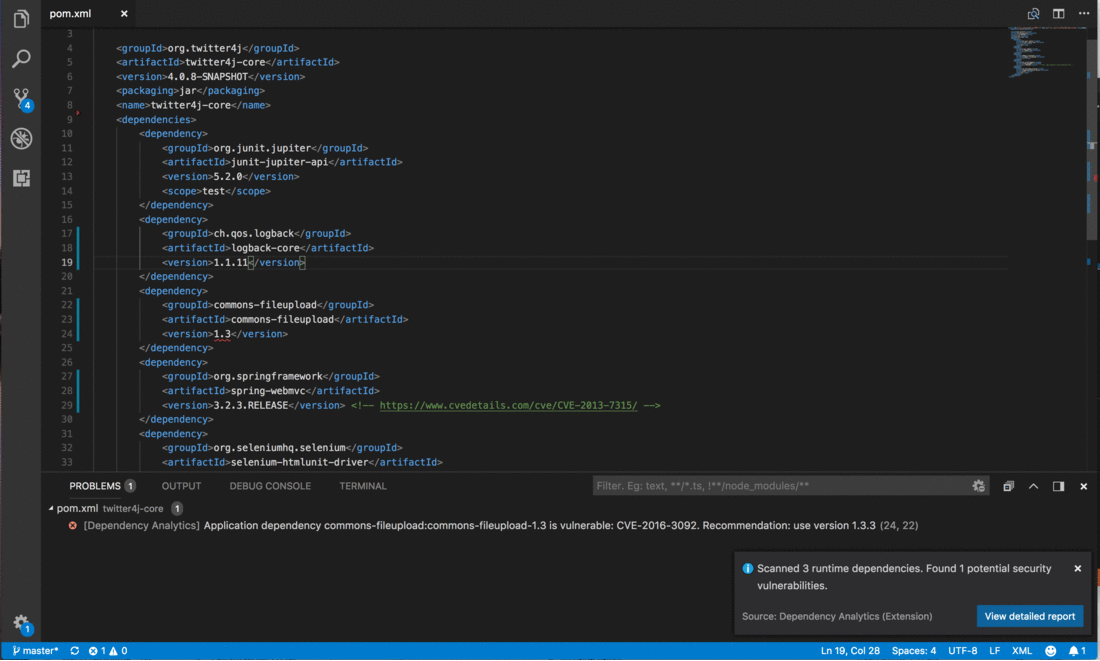 pom.xml
3
4 <groupId>org.twitter4j</groupId>
5 <artifactId>twitter4j-core</artifactId>
6 <version>4.0.8-SNAPSHOT</version>
7 <packaging>jar</packaging>
8 <name>twitter4j-core</name>
9 <dependencies>
10 <dependency>
11 <groupId>org.junit.jupiter</groupId>
12 <artifactId>junit-jupiter-api</artifactId>
13 <version>5.2.0</version>
14 <scope>test</scope>
15 </dependency>
16 <dependency>
17 <groupId>ch.qos.logback</groupId>
18 <artifactId>logback-core</artifactId>
19 <version>1.1.11</version>
20 </dependency>
21 <dependency>
22 <groupId>commons-fileupload</groupId>
23 <artifactId>commons-fileupload</artifactId>
24 <version>1.3</version>
25 </dependency>
26 <dependency>
27 <groupId>org.springframework</groupId>
28 <artifactId>spring-webmvc</artifactId>
29 <version>3.2.3.RELEASE</version> <!-- https://www.cvedetails.com/cve/CVE-2013-7315/ -->
30 </dependency>
31 <dependency>
32 <groupId>org.seleniumhq.selenium</groupId>
33 <artifactId>selenium-htmlunit-driver</artifactId>
4
PROBLEMS 1 OUTPUT DEBUG CONSOLE TERMINAL Filter. Eg: text, **/*.ts, !**/node_modules/**
pom.xml twitter4j-core 1
[Dependency Analytics] Application dependency commons-fileupload:commons-fileupload-1.3 is vulnerable: CVE-2016-3092. Recommendation: use version 1.3.3 (24, 22)
Scanned 3 runtime dependencies. Found 1 potential security
vulnerabilities.
Source: Dependency Analytics (Extension) View detailed report
1
master* 1 0 Ln 19, Col 28 Spaces: 4 UTF-8 LF XML 1